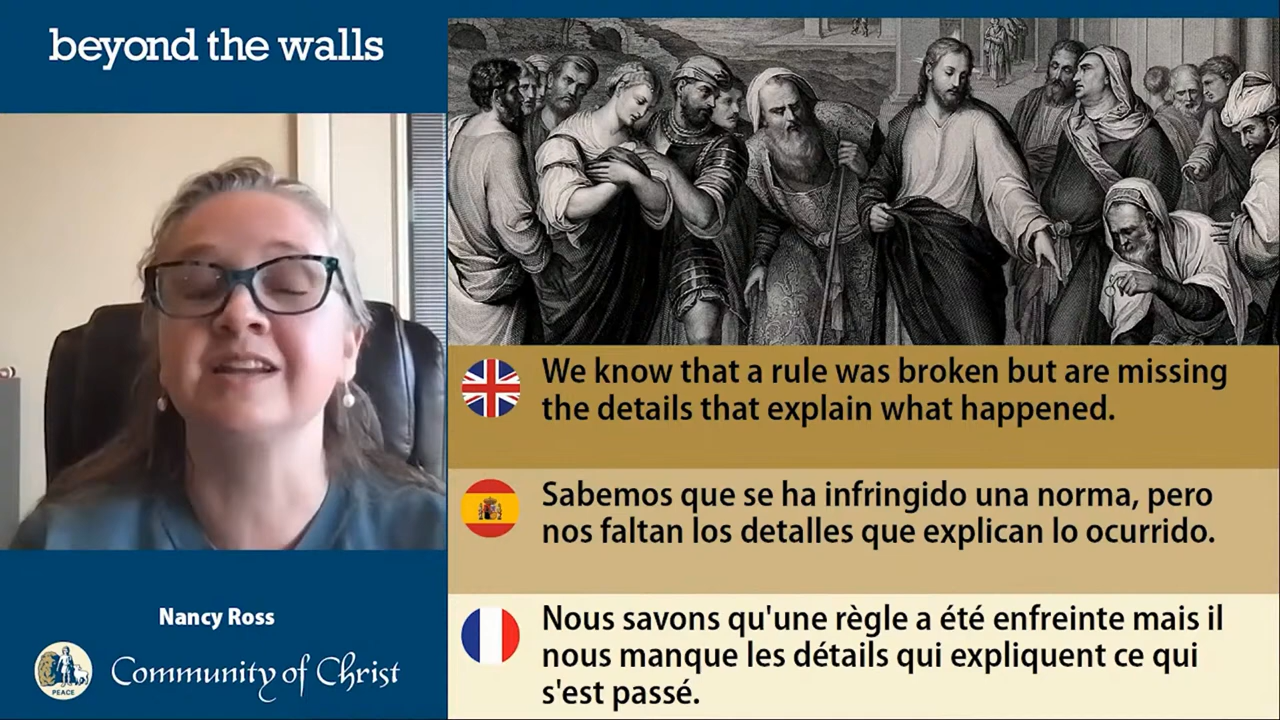 beyond the walls
We know that a rule was broken but are missing
the details that explain what happened.
Sabemos que se ha infringido una norma, pero
nos faltan los detalles que explican lo ocurrido.
Nous savons qu'une règle a été enfreinte mais il
nous manque les détails qui expliquent ce qui
s'est passé.
Nancy Ross
PEACE
Community of Christ